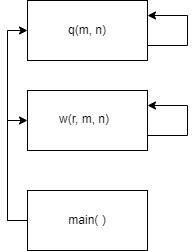 q(m, n)
w(r, m, n)
main( )